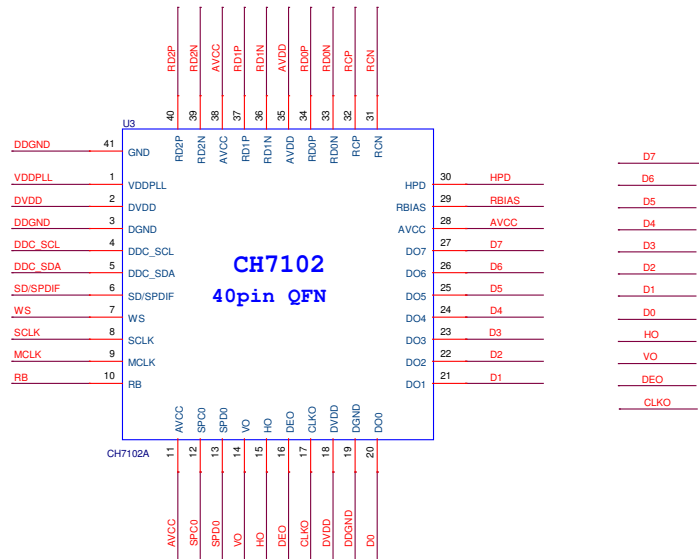 RD2P RD2N AVCC RD1P RD1N AVDD RD0P RD0N RCP RCN
40 39 38 37 36 35 34 33 32 31
U3
RD2P RD2N AVCC RD1P RD1N AVDD RD0P RD0N RCP RCN
DDGND 41 GND
VDDPLL 1 VDDPLL
DVDD 2 DVDD
DDGND 3 DGND
DDC_SCL 4 DDC_SCL
DDC_SDA 5 DDC_SDA
SD/SPDIF 6 SD/SPDIF
WS 7 WS
SCLK 8 SCLK
MCLK 9 MCLK
RB 10 RB
CH7102
40pin QFN
HPD 30 HPD
RBIAS 29 RBIAS
AVCC 28 AVCC
DO7 27 D7
DO6 26 D6
DO5 25 D5
DO4 24 D4
DO3 23 D3
DO2 22 D2
DO1 21 D1
AVCC SPC0 SPD0 VO HO DEO CLKO DVDD DGND DO0
CH7102A
11 12 13 14 15 16 17 18 19 20
AVCC SPC0 SPD0 VO HO DEO CLKO DVDD DDGND D0
D7
D6
D5
D4
D3
D2
D1
D0
HO
VO
DEO
CLKO